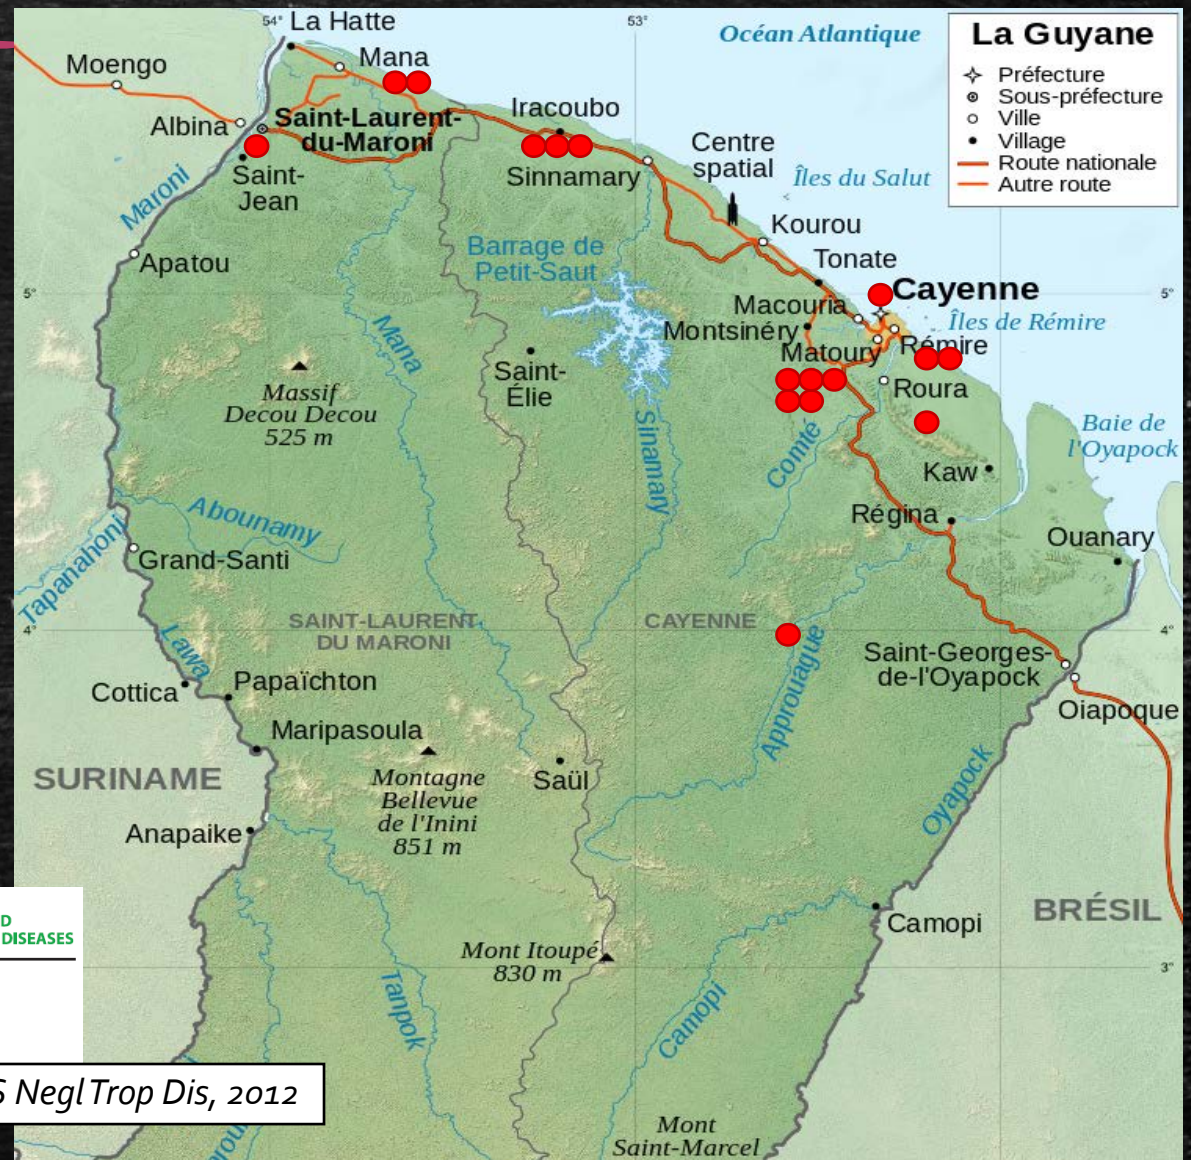 54°
53°
La Hatte
Océan Atlantique
La Guyane
Préfecture
Sous-préfecture
Ville
Village
Route nationale
Autre route
Moengo
Mana
Albina
Saint-Laurent-
du-Maroni
Iracoubo
Centre
spatial
Îles du Salut
Saint-
Jean
Sinnamary
Maroni
Kourou
Apatou
Barrage de
Petit-Saut
Tonate
5°
Macouria
Cayenne
5°
Montsinéry
Îles de Rémire
Mana
Matoury
Rémire
Saint-
Élie
Massif
Decou Decou
525 m
Roura
Sinamary
Comté
Baie de
l'Oyapock
Kaw
Abounamy
Régina
Tapanahoni
Grand-Santi
Ouanary
SAINT-LAURENT
DU MARONI
CAYENNE
4°
4°
Lawa
Saint-Georges-
de-l'Oyapock
Cottica
Papaïchton
Approuague
Oiapoque
Maripasoula
SURINAME
Montagne
Bellevue
de l'Inini
851 m
Saül
Oyapock
Anapaike
D
DISEASES
BRÉSIL
Camopi
Mont Itoupé
830 m
3°
Tanpok
Camopi
S Negl Trop Dis, 2012
Mont
Saint-Marcel